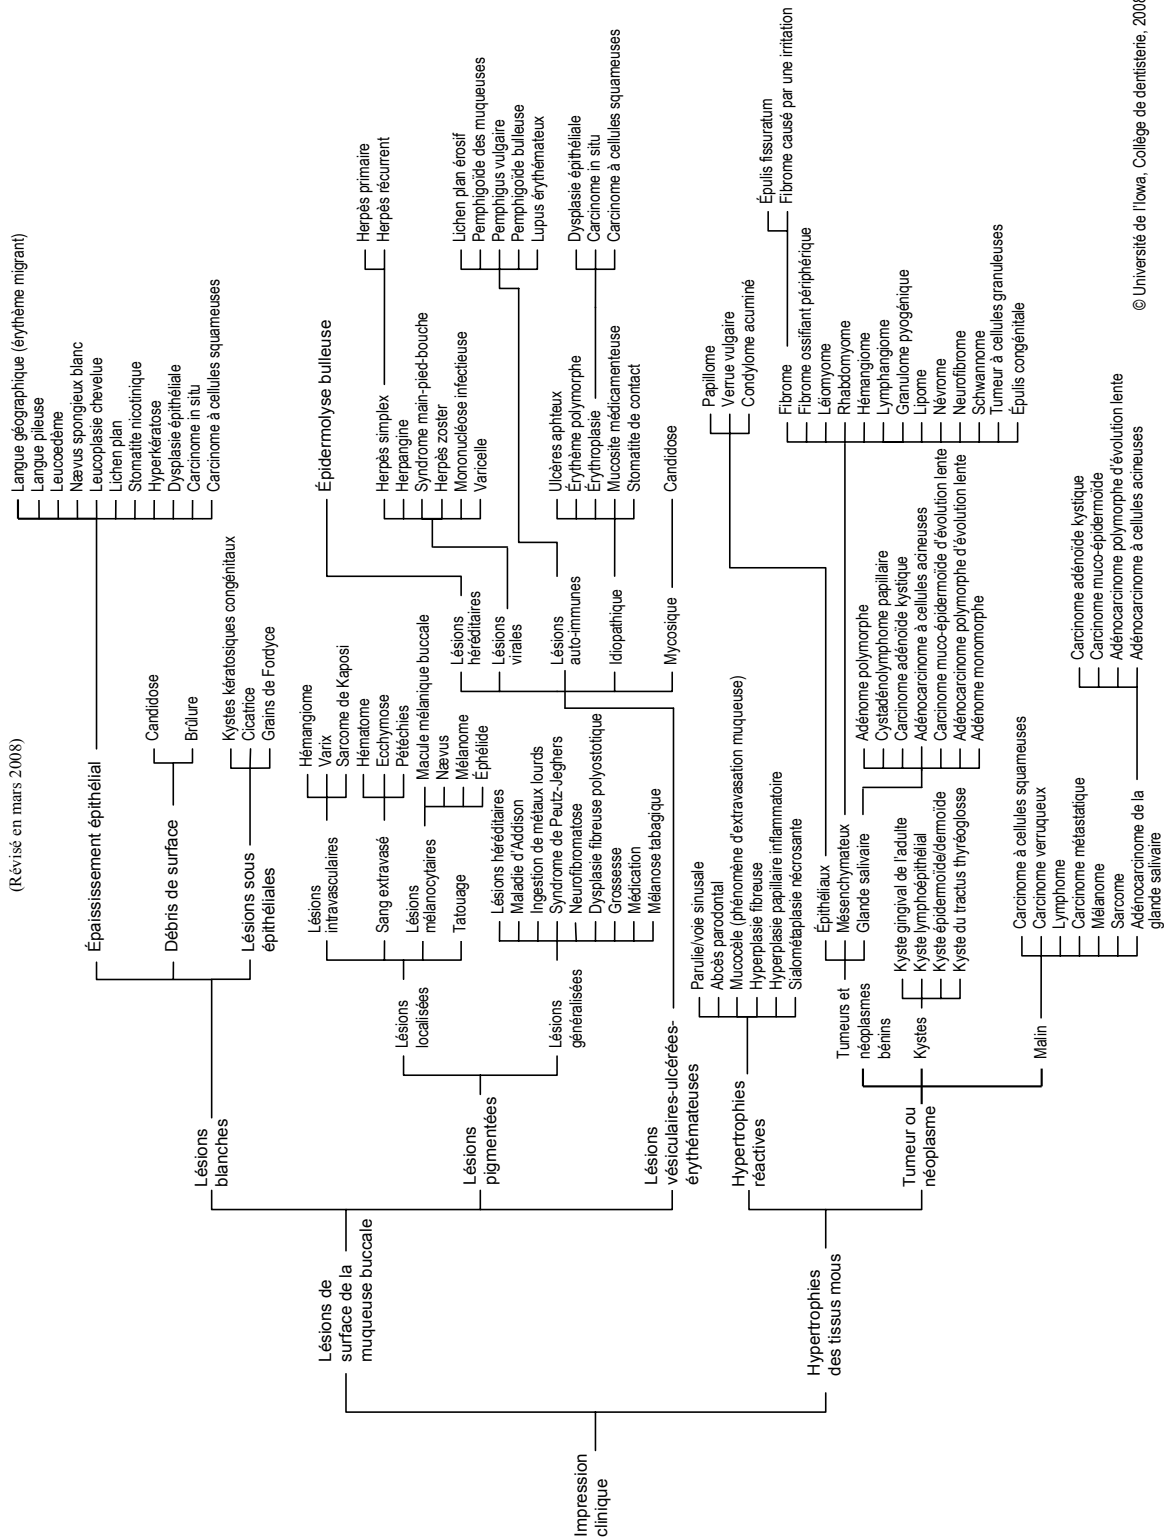 (Révisé en mars 2008)
Impression
clinique
Lésions de
surface de la
muqueuse buccale
Lésions
blanches
Épaississement épithélial
Langue géographique (érythème migrant)
Langue pileuse
Leucoedème
Nævus spongieux blanc
Leucoplasie chevelue
Lichen plan
Stomatite nicotinique
Hyperkératose
Dysplasie épithéliale
Carcinome in situ
Carcinome à cellules squameuses
Débris de surface
Candidose
Brûlure
Lésions sous
épithéliales
Kystes kératosiques congénitaux
Cicatrice
Grains de Fordyce
Lésions
pigmentées
Lésions
localisées
Lésions
intravasculaires
Hémangiome
Varix
Sarcome de Kaposi
Sang extravasé
Hématome
Ecchymose
Pétéchies
Lésions
mélanocytaires
Macule mélanique buccale
Nævus
Mélanome
Éphélide
Tatouage
Lésions
généralisées
Lésions héréditaires
Maladie d'Addison
Ingestion de métaux lourds
Syndrome de Peutz-Jeghers
Neurofibromatose
Dysplasie fibreuse polyostotique
Grossesse
Médication
Mélanose tabagique
Lésions
vésiculaires-ulcérées-
érythémateuses
Lésions
héréditaires
Épidermolyse bulleuse
Lésions
virales
Herpès simplex
Herpès primaire
Herpès récurrent
Herpangine
Syndrome main-pied-bouche
Herpès zoster
Mononucléose infectieuse
Varicelle
Lésions
auto-immunes
Lichen plan érosif
Pemphigoïde des muqueuses
Pemphigus vulgaire
Pemphigoïde bulleuse
Lupus érythémateux
Idiopathique
Ulcères aphteux
Érythème polymorphe
Érythroplasie
Dysplasie épithéliale
Carcinome in situ
Carcinome à cellules squameuses
Mucosite médicamenteuse
Stomatite de contact
Mycosique
Candidose
Hypertrophies
des tissus mous
Hypertrophies
réactives
Parulie/voie sinusale
Abcès parodontal
Mucocèle (phénomène d'extravasation muqueuse)
Hyperplasie fibreuse
Hyperplasie papillaire inflammatoire
Sialométaplasie nécrosante
Tumeur ou
néoplasme
Tumeurs et
néoplasmes
bénins
Épithéliaux
Papillome
Verrue vulgaire
Condylome acuminé
Mésenchymateux
Fibrome
Épulis fissuratum
Fibrome causé par une irritation
Fibrome ossifiant périphérique
Léiomyome
Rhabdomyome
Hémangiome
Lymphangiome
Granulome pyogénique
Lipome
Névrome
Neurofibrome
Schwannome
Tumeur à cellules granuleuses
Épulis congénitale
Glande salivaire
Adénome polymorphe
Cystadénolymphome papillaire
Carcinome adénoïde kystique
Adénocarcinome à cellules acineuses
Carcinome muco-épidermoïde d'évolution lente
Adénocarcinome polymorphe d'évolution lente
Adénome monomorphe
Kystes
Kyste gingival de l'adulte
Kyste lymphoépithélial
Kyste épidermoïde/dermoïde
Kyste du tractus thyréoglosse
Malin
Carcinome à cellules squameuses
Carcinome verruqueux
Lymphome
Carcinome métastatique
Mélanome
Sarcome
Adénocarcinome de la
glande salivaire
Carcinome adénoïde kystique
Carcinome muco-épidermoïde
Adénocarcinome polymorphe d'évolution lente
Adénocarcinome à cellules acineuses
© Université de l'Iowa, Collège de dentisterie, 2008